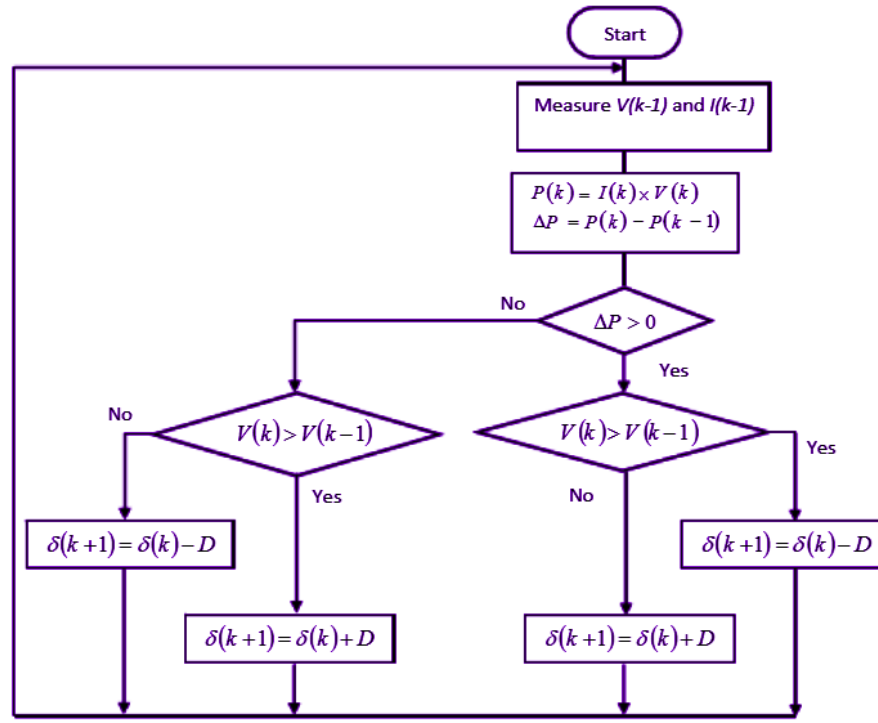 Start
Measure V(k-1) and I(k-1)
P(k) = I(k) × V(k)
ΔP = P(k) − P(k − 1)
No
ΔP > 0
Yes
No
V(k) > V(k−1)
Yes
V(k) > V(k−1)
Yes
No
δ(k+1) = δ(k) − D
δ(k+1) = δ(k) − D
δ(k+1) = δ(k) + D
δ(k+1) = δ(k) + D